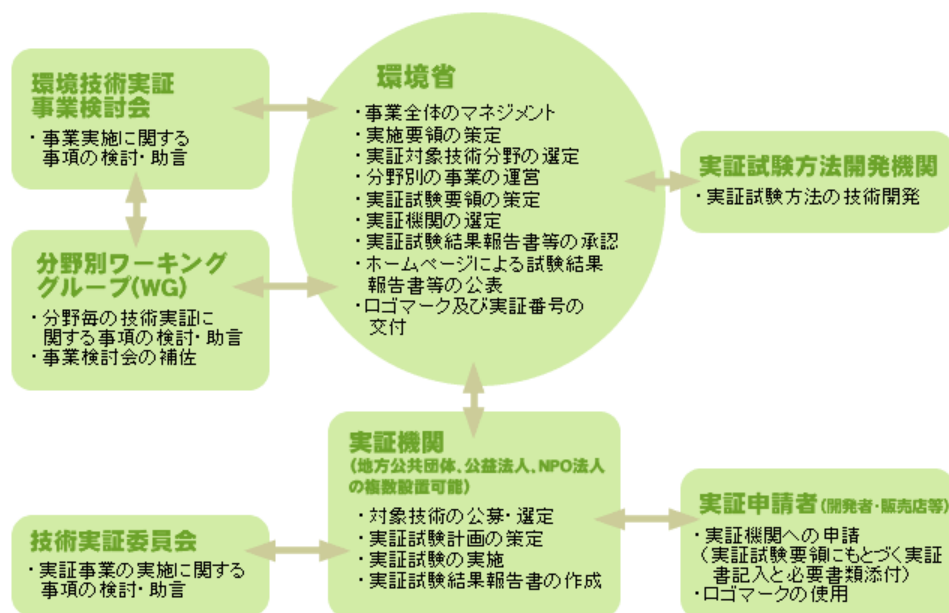 環境技術実証
事業検討会
・事業実施に関する
事項の検討・助言
分野別ワーキング
グループ(WG)
・分野毎の技術実証に
関する事項の検討・助言
・事業検討会の補佐
環境省
・事業全体のマネジメント
・実施要領の策定
・実証対象技術分野の選定
・分野別の事業の運営
・実証試験要領の策定
・実証機関の選定
・実証試験結果報告書等の承認
・ホームページによる試験結果
報告書等の公表
・ロゴマーク及び実証番号の
交付
実証試験方法開発機関
・実証試験方法の技術開発
実証機関
(地方公共団体、公益法人、NPO法人
の複数設置可能)
・対象技術の公募・選定
・実証試験計画の策定
・実証試験の実施
・実証試験結果報告書の作成
技術実証委員会
・実証事業の実施に関する
事項の検討・助言
実証申請者(開発者・販売店等)
・実証機関への申請
(実証試験要領にもとづく実証
書記入と必要書類添付)
・ロゴマークの使用